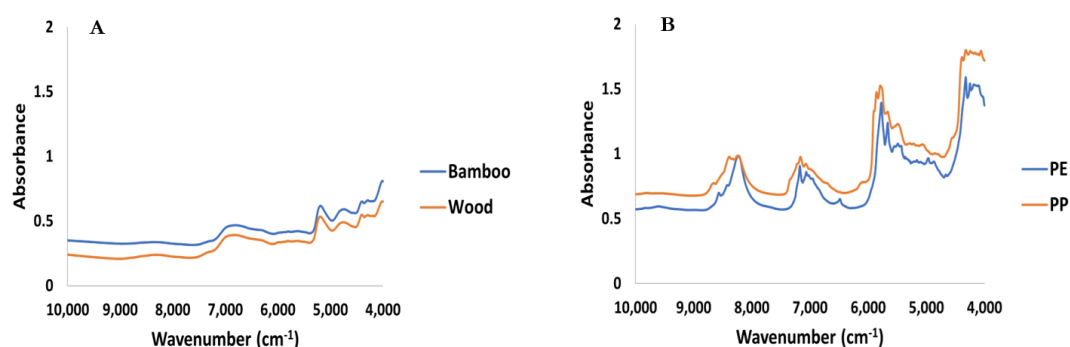 A
2
1.5
1
0.5
0
Absorbance
10,000 9,000 8,000 7,000 6,000 5,000 4,000
Wavenumber (cm-1)
Bamboo
Wood
B
2
1.5
1
0.5
0
Absorbance
10,000 9,000 8,000 7,000 6,000 5,000 4,000
Wavenumber (cm-1)
PE
PP